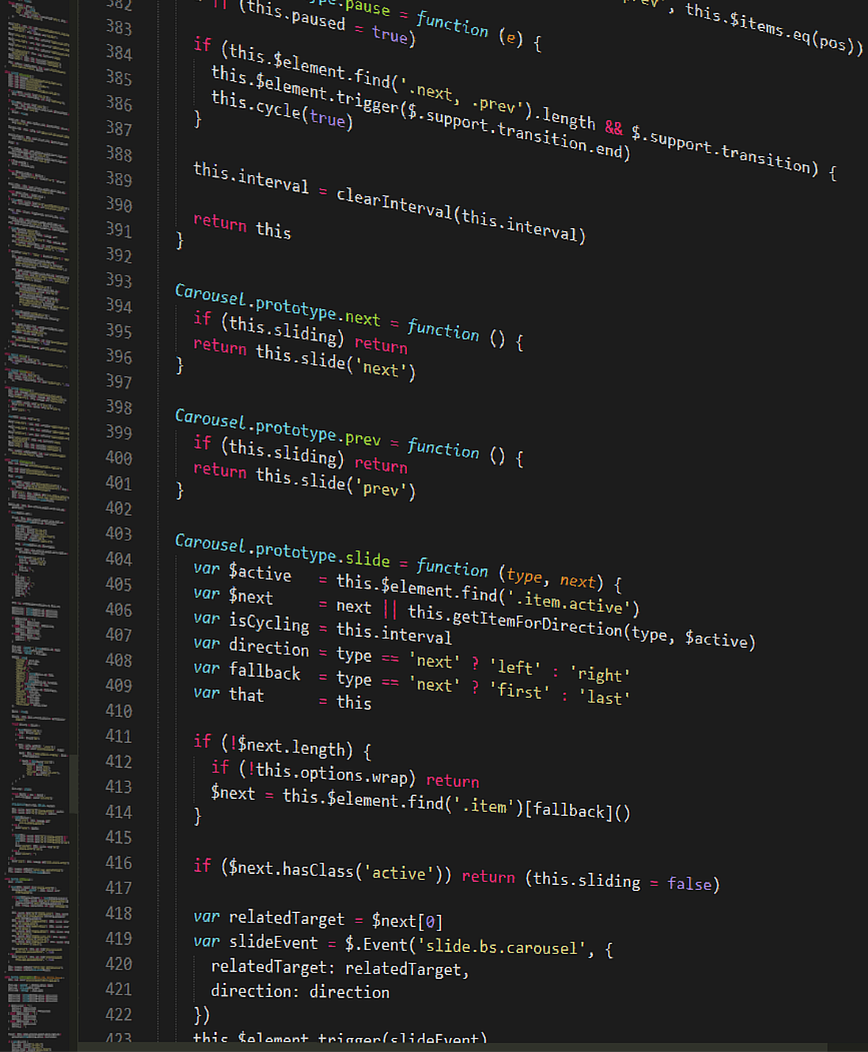 prev', this.$items.eq(pos))
382 pause = function (e) {
383 || (this.paused = true)
384 if (this.$element.find('.next, .prev').length && $.support.transition) {
385 this.$element.trigger($.support.transition.end)
386 this.cycle(true)
387 }
388
389 this.interval = clearInterval(this.interval)
390
391 return this
392 }
393
394 Carousel.prototype.next = function () {
395 if (this.sliding) return
396 return this.slide('next')
397 }
398
399 Carousel.prototype.prev = function () {
400 if (this.sliding) return
401 return this.slide('prev')
402 }
403
404 Carousel.prototype.slide = function (type, next) {
405 var $active = this.$element.find('.item.active')
406 var $next = next || this.getItemForDirection(type, $active)
407 var isCycling = this.interval
408 var direction = type == 'next' ? 'left' : 'right'
409 var fallback = type == 'next' ? 'first' : 'last'
410 var that = this
411
412 if (!$next.length) {
413 if (!this.options.wrap) return
414 $next = this.$element.find('.item')[fallback]()
415 }
416
417 if ($next.hasClass('active')) return (this.sliding = false)
418
419 var relatedTarget = $next[0]
420 var slideEvent = $.Event('slide.bs.carousel', {
421 relatedTarget: relatedTarget,
422 direction: direction
423 })
this.$element.trigger(slideEvent)